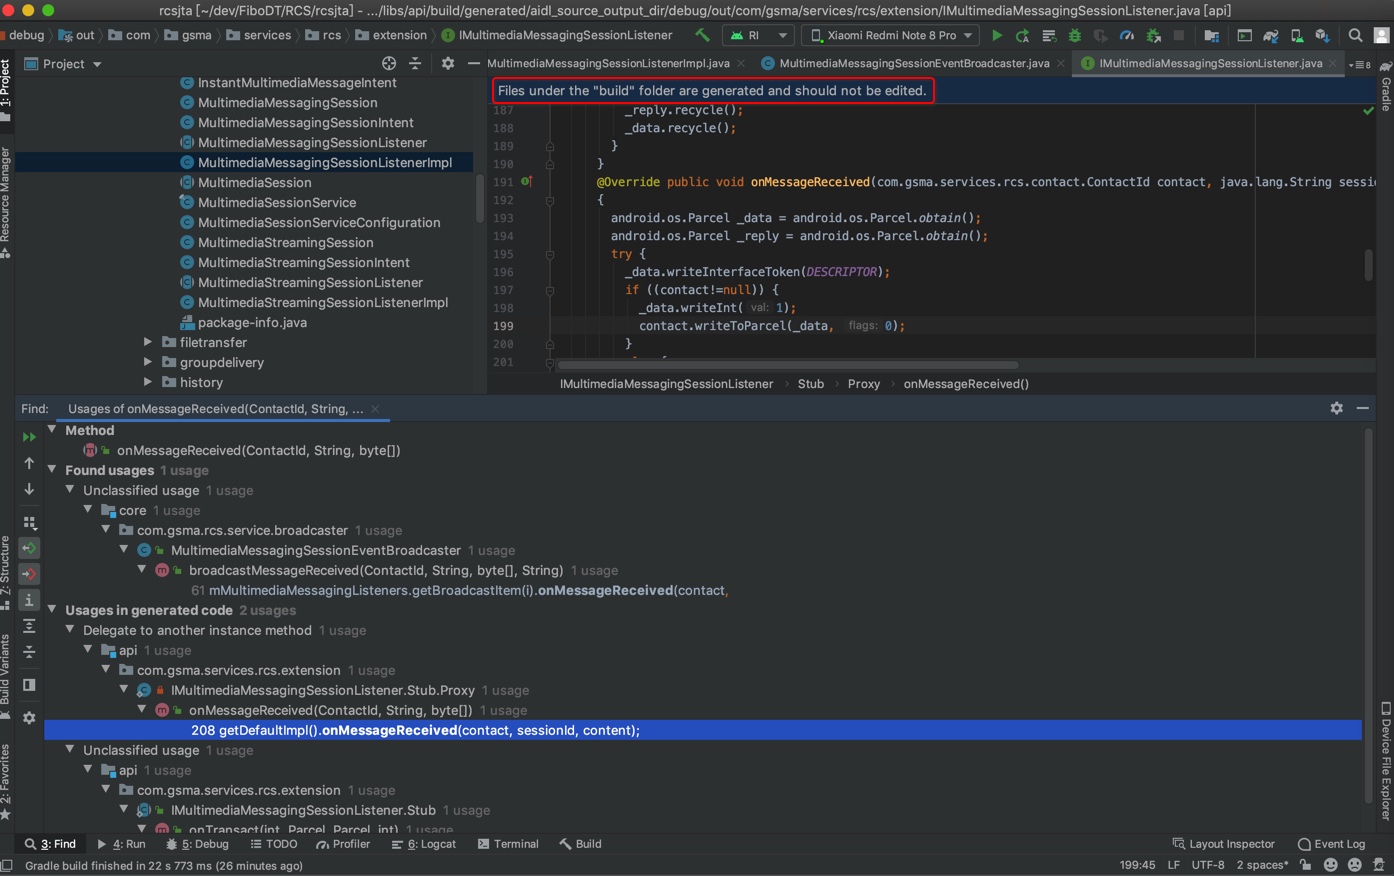 rcsjta [~/dev/FiboDT/RCS/rcsjta] - .../libs/api/build/generated/aidl_source_output_dir/debug/out/com/gsma/services/rcs/extension/IMultimediaMessagingSessionListener.java [api]
debug out com gsma services rcs extension IMultimediaMessagingSessionListener RI Xiaomi Redmi Note 8 Pro
Project
MultimediaMessagingSessionListenerImpl.java MultimediaMessagingSessionEventBroadcaster.java IMultimediaMessagingSessionListener.java 8
Files under the "build" folder are generated and should not be edited.
1: Project
Resource Manager
7: Structure
Build Variants
2: Favorites
Gradle
Device File Explorer
InstantMultimediaMessageIntent
MultimediaMessagingSession
MultimediaMessagingSessionIntent
MultimediaMessagingSessionListener
MultimediaMessagingSessionListenerImpl
MultimediaSession
MultimediaSessionService
MultimediaSessionServiceConfiguration
MultimediaStreamingSession
MultimediaStreamingSessionIntent
MultimediaStreamingSessionListener
MultimediaStreamingSessionListenerImpl
package-info.java
filetransfer
groupdelivery
history
187 _reply.recycle();
188 _data.recycle();
189 }
190 }
191 @Override public void onMessageReceived(com.gsma.services.rcs.contact.ContactId contact, java.lang.String sessi
192 {
193 android.os.Parcel _data = android.os.Parcel.obtain();
194 android.os.Parcel _reply = android.os.Parcel.obtain();
195 try {
196 _data.writeInterfaceToken(DESCRIPTOR);
197 if ((contact!=null)) {
198 _data.writeInt( val: 1);
199 contact.writeToParcel(_data, flags: 0);
200 }
201
IMultimediaMessagingSessionListener › Stub › Proxy › onMessageReceived()
Find: Usages of onMessageReceived(ContactId, String, ...
Method
onMessageReceived(ContactId, String, byte[])
Found usages 1 usage
Unclassified usage 1 usage
core 1 usage
com.gsma.rcs.service.broadcaster 1 usage
MultimediaMessagingSessionEventBroadcaster 1 usage
broadcastMessageReceived(ContactId, String, byte[], String) 1 usage
61 mMultimediaMessagingListeners.getBroadcastItem(i).onMessageReceived(contact,
Usages in generated code 2 usages
Delegate to another instance method 1 usage
api 1 usage
com.gsma.services.rcs.extension 1 usage
IMultimediaMessagingSessionListener.Stub.Proxy 1 usage
onMessageReceived(ContactId, String, byte[]) 1 usage
208 getDefaultImpl().onMessageReceived(contact, sessionId, content);
Unclassified usage 1 usage
api 1 usage
com.gsma.services.rcs.extension 1 usage
IMultimediaMessagingSessionListener.Stub 1 usage
onTransact(int, Parcel, Parcel, int) 1 usage
3: Find 4: Run 5: Debug TODO Profiler 6: Logcat Terminal Build Layout Inspector Event Log
Gradle build finished in 22 s 773 ms (26 minutes ago) 199:45 LF UTF-8 2 spaces*